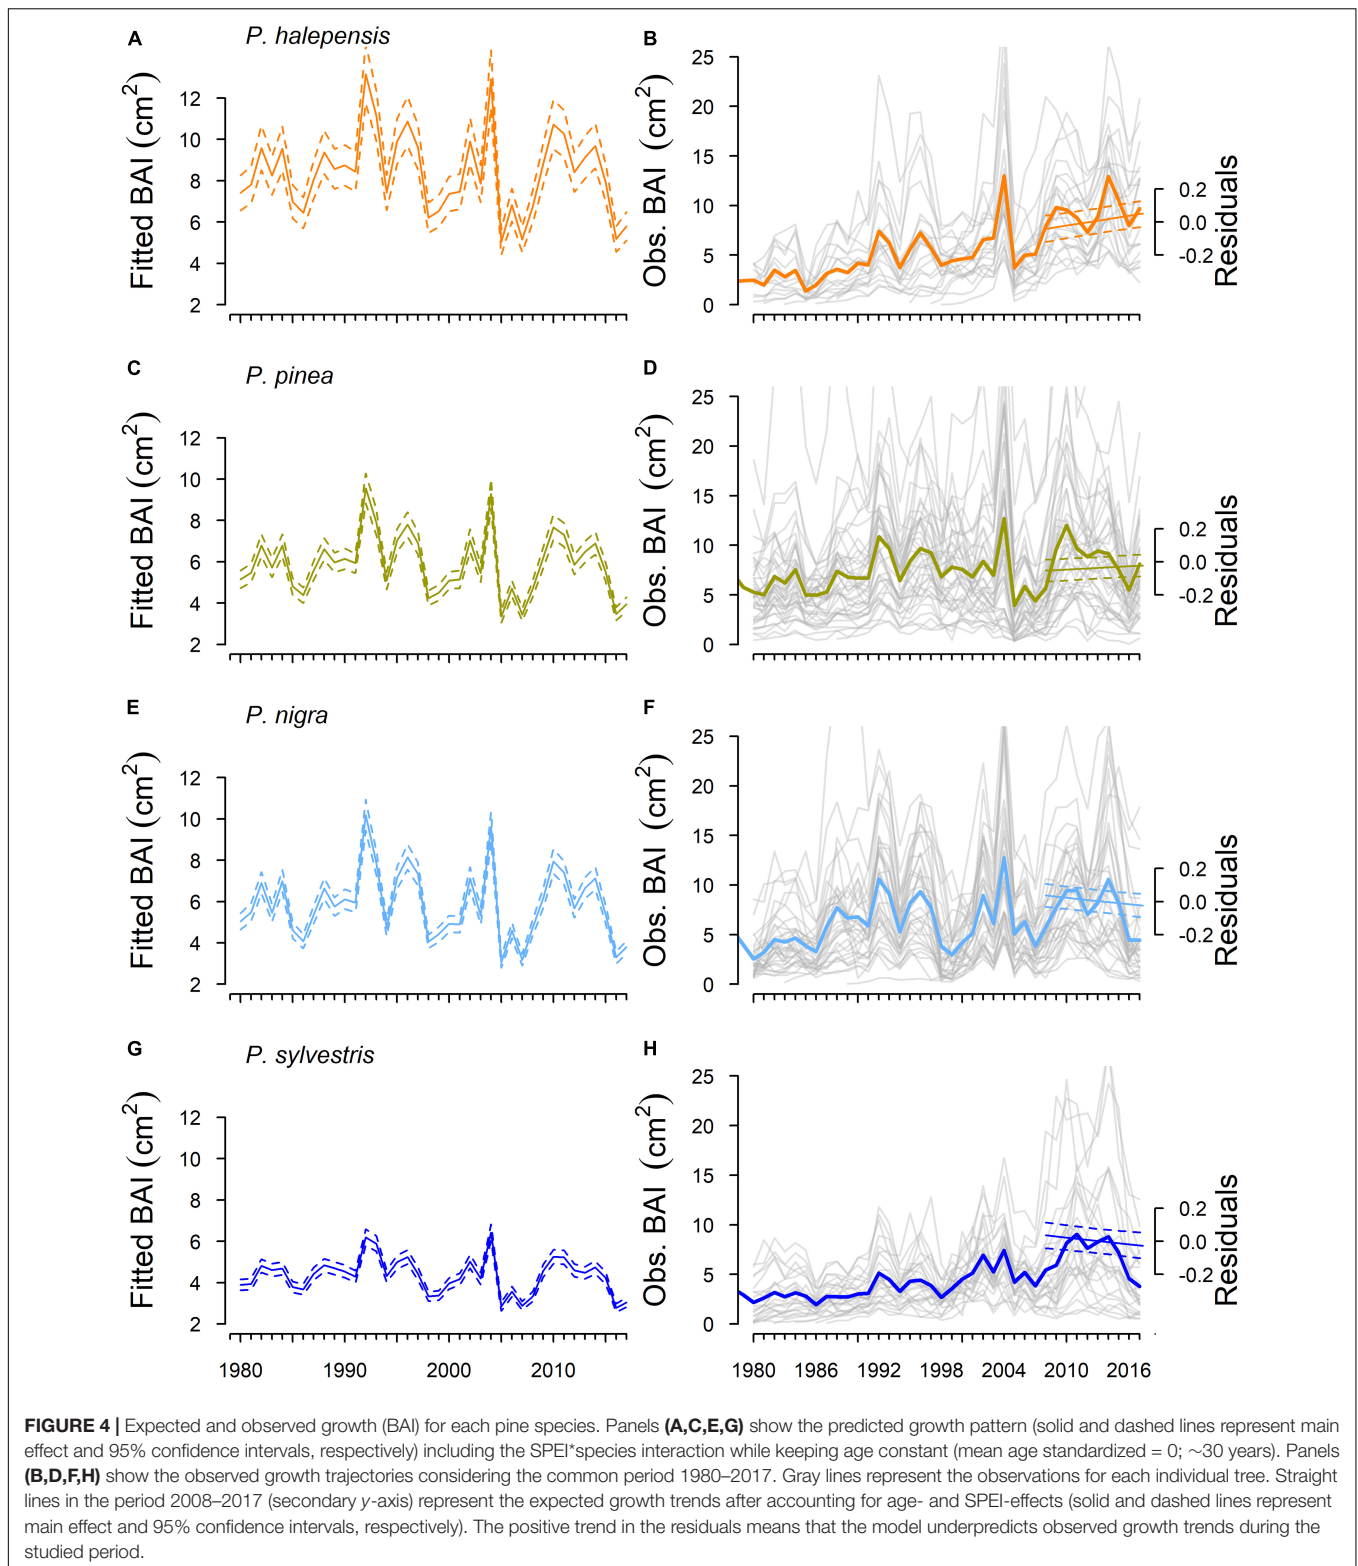 A
P. halepensis
B
Fitted BAI (cm²)
12
10
8
6
4
2
Obs. BAI (cm²)
25
20
15
10
5
0
0.2
0.0
-0.2
Residuals
C
P. pinea
D
Fitted BAI (cm²)
12
10
8
6
4
2
Obs. BAI (cm²)
25
20
15
10
5
0
0.2
0.0
-0.2
Residuals
E
P. nigra
F
Fitted BAI (cm²)
12
10
8
6
4
2
Obs. BAI (cm²)
25
20
15
10
5
0
0.2
0.0
-0.2
Residuals
G
P. sylvestris
H
Fitted BAI (cm²)
12
10
8
6
4
2
Obs. BAI (cm²)
25
20
15
10
5
0
0.2
0.0
-0.2
Residuals
1980 1990 2000 2010
1980 1986 1992 1998 2004 2010 2016
FIGURE 4 | Expected and observed growth (BAI) for each pine species. Panels (A,C,E,G) show the predicted growth pattern (solid and dashed lines represent main
effect and 95% confidence intervals, respectively) including the SPEI*species interaction while keeping age constant (mean age standardized = 0; ∼30 years). Panels
(B,D,F,H) show the observed growth trajectories considering the common period 1980–2017. Gray lines represent the observations for each individual tree. Straight
lines in the period 2008–2017 (secondary y-axis) represent the expected growth trends after accounting for age- and SPEI-effects (solid and dashed lines represent
main effect and 95% confidence intervals, respectively). The positive trend in the residuals means that the model underpredicts observed growth trends during the
studied period.